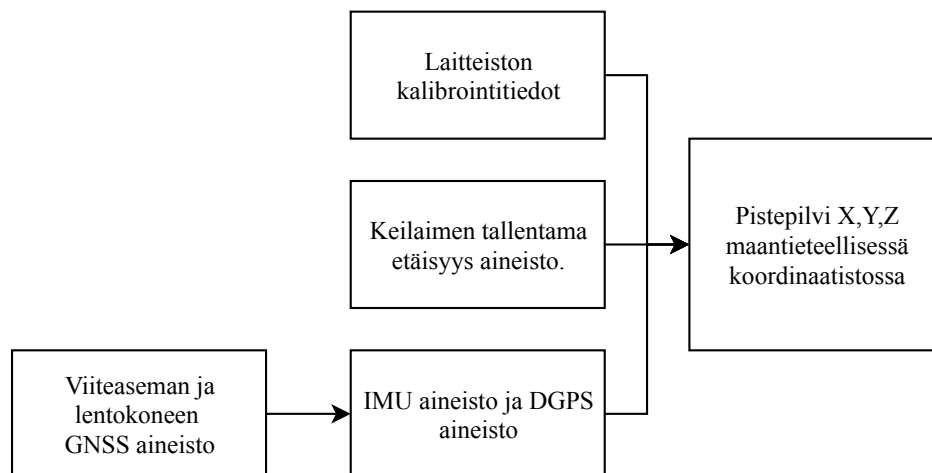 Laitteiston
kalibrointitiedot
Keilaimen tallentama
etäisyys aineisto.
Pistepilvi X,Y,Z
maantieteellisessä
koordinaatistossa
Viiteaseman ja
lentokoneen
GNSS aineisto
IMU aineisto ja DGPS
aineisto